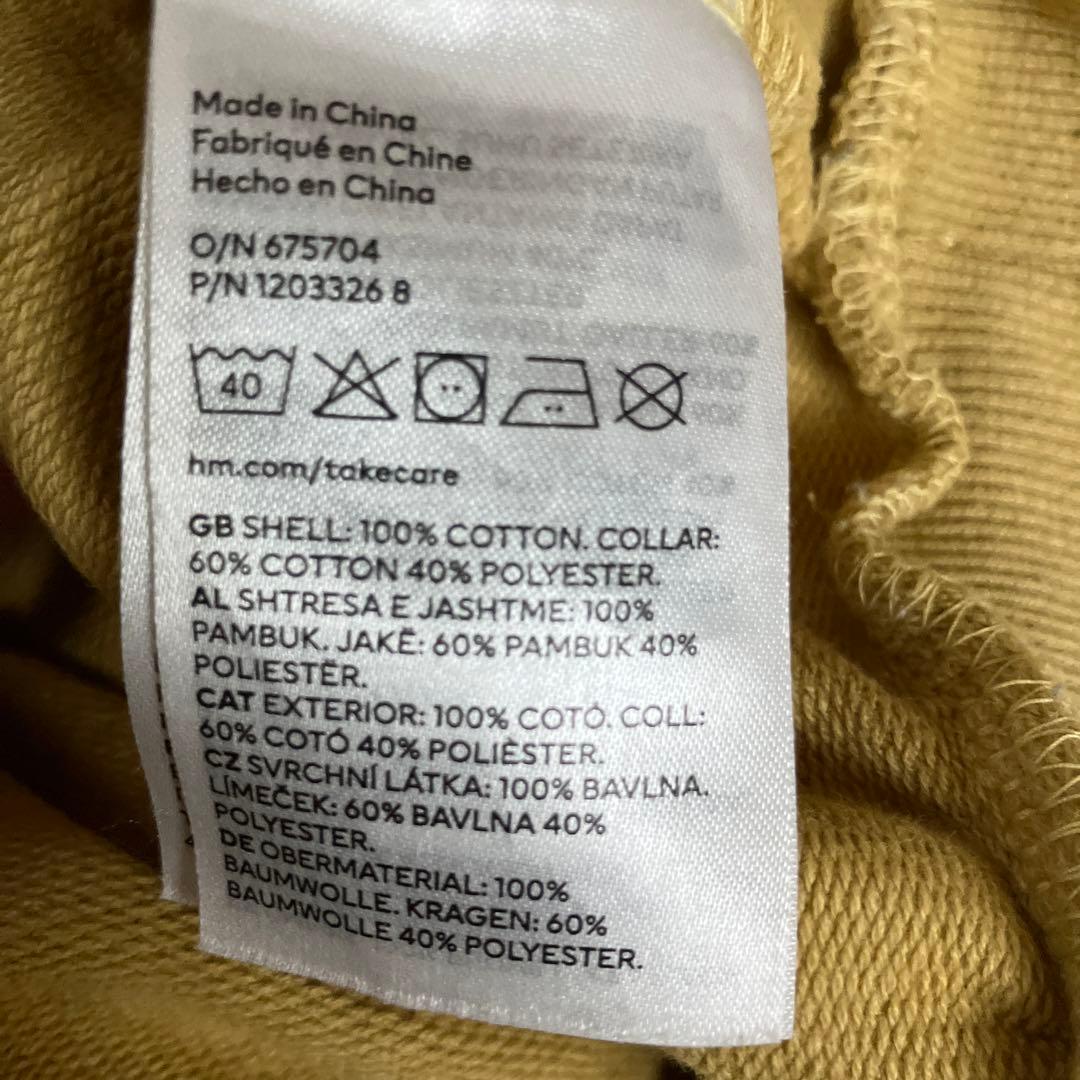 Made in China
Fabriqué en Chine
Hecho en China
O/N 675704
P/N 1203326 8
40
hm.com/takecare
GB SHELL: 100% COTTON. COLLAR:
60% COTTON 40% POLYESTER.
AL SHTRESA E JASHTME: 100%
PAMBUK. JAKË: 60% PAMBUK 40%
POLIESTËR.
CAT EXTERIOR: 100% COTÓ. COLL:
60% COTÓ 40% POLIÈSTER.
CZ SVRCHNÍ LÁTKA: 100% BAVLNA.
LÍMEČEK: 60% BAVLNA 40%
POLYESTER.
DE OBERMATERIAL: 100%
BAUMWOLLE. KRAGEN: 60%
BAUMWOLLE 40% POLYESTER.